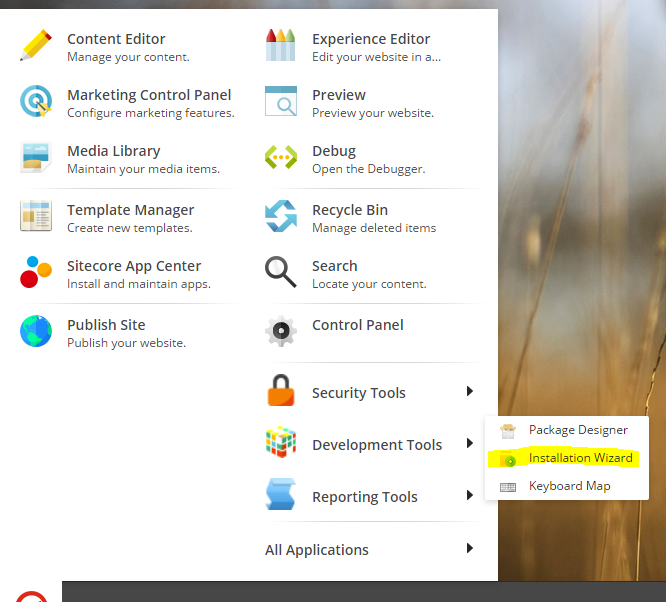 Content Editor
Manage your content.
Marketing Control Panel
Configure marketing features.
Media Library
Maintain your media items.
Template Manager
Create new templates.
Sitecore App Center
Install and maintain apps.
Publish Site
Publish your website.
Experience Editor
Edit your website in a...
Preview
Preview your website.
Debug
Open the Debugger.
Recycle Bin
Manage deleted items
Search
Locate your content.
Control Panel
Security Tools
Development Tools
Reporting Tools
All Applications
Package Designer
Installation Wizard
Keyboard Map